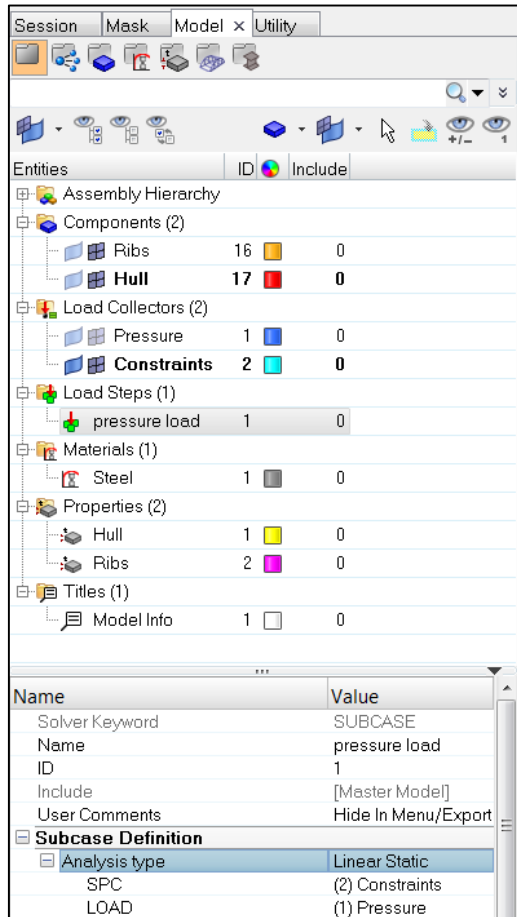 Session Mask Model × Utility
+/- 1
Entities ID Include
Assembly Hierarchy
Components (2)
Ribs 16 0
Hull 17 0
Load Collectors (2)
Pressure 1 0
Constraints 2 0
Load Steps (1)
pressure load 1 0
Materials (1)
Steel 1 0
Properties (2)
Hull 1 0
Ribs 2 0
Titles (1)
Model Info 1 0
Name Value
Solver Keyword SUBCASE
Name pressure load
ID 1
Include [Master Model]
User Comments Hide In Menu/Export
Subcase Definition
Analysis type Linear Static
SPC (2) Constraints
LOAD (1) Pressure